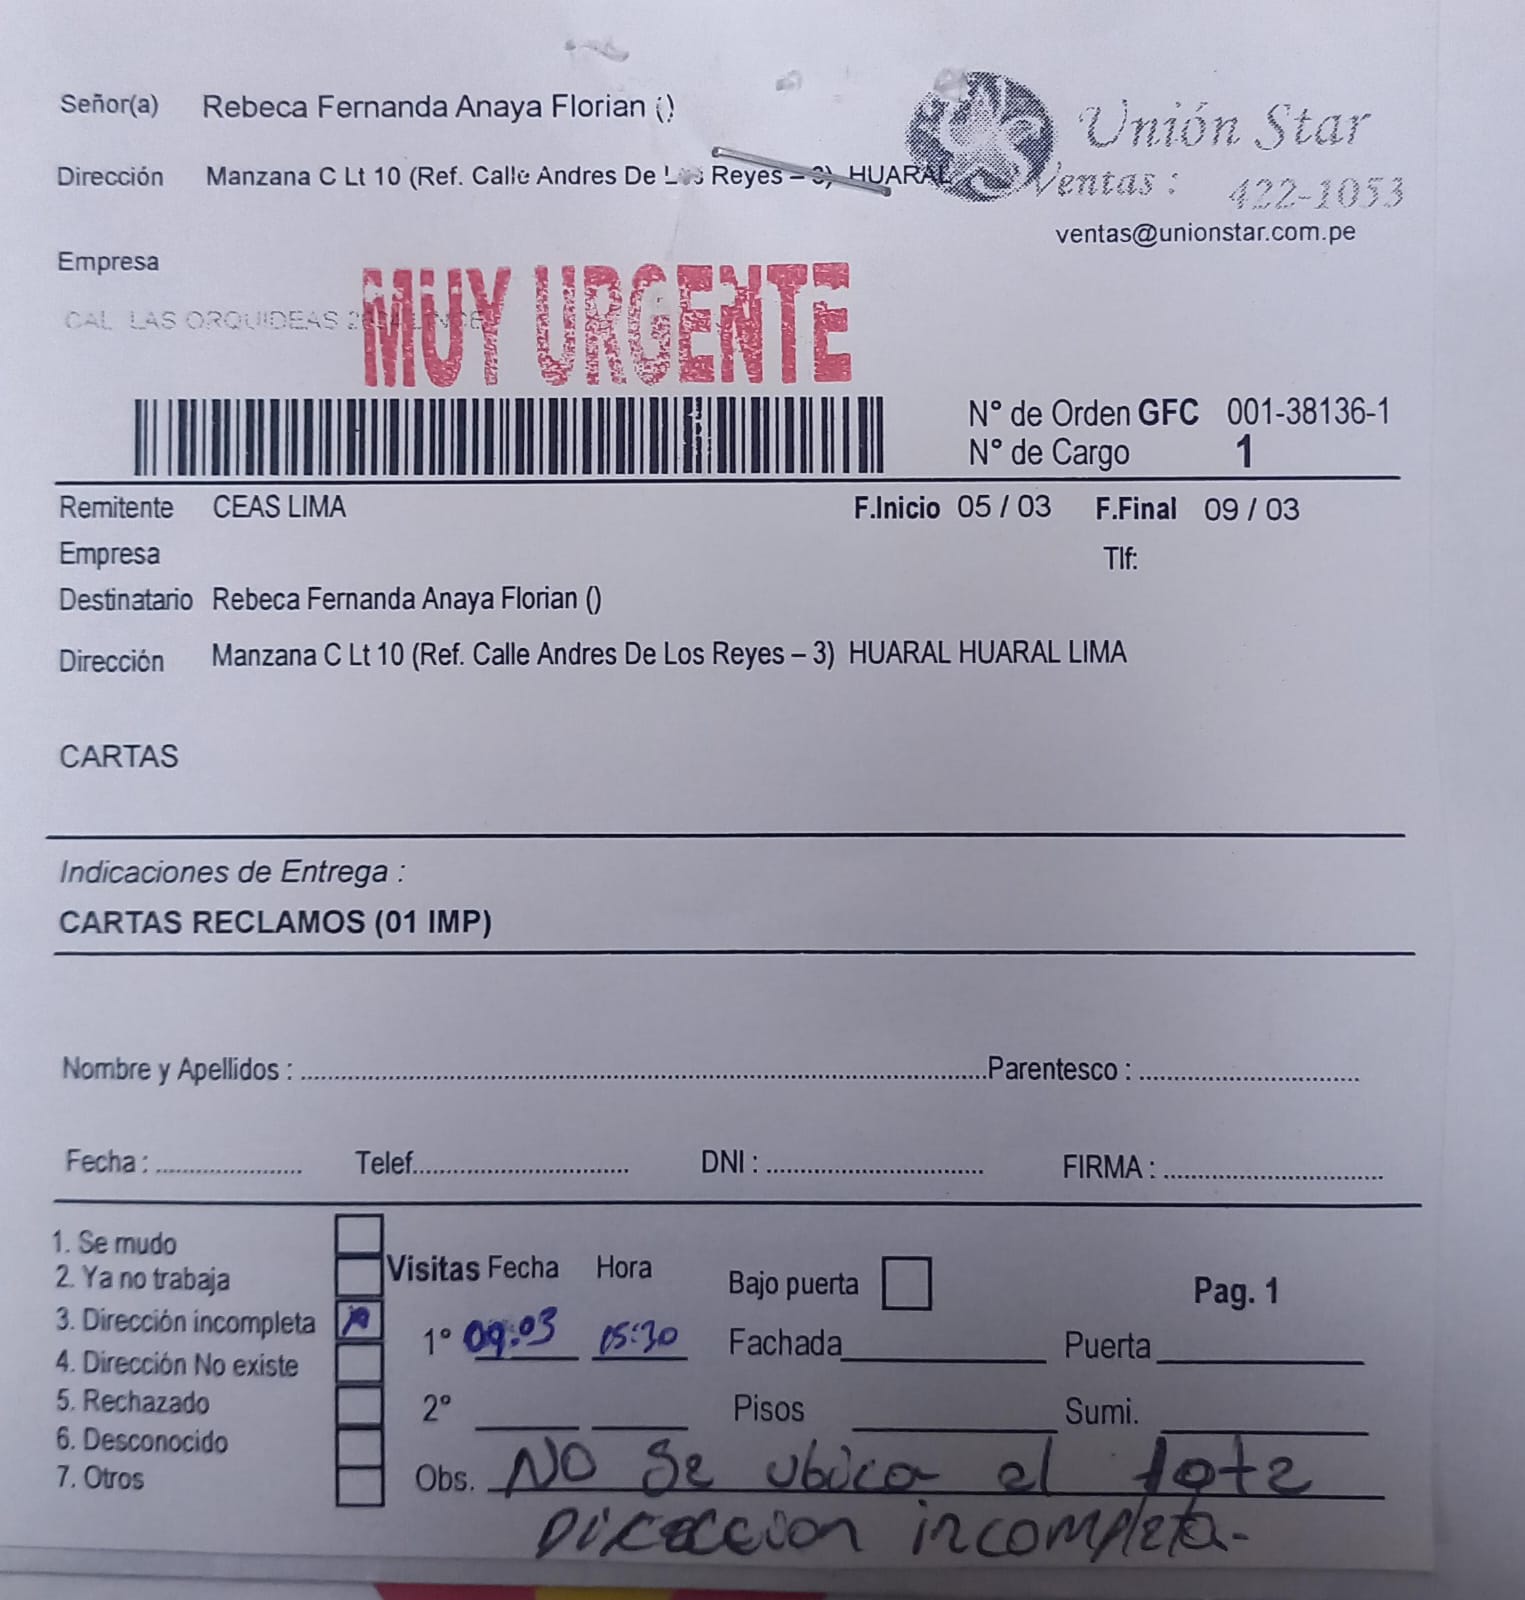 Señor(a) Rebeca Fernanda Anaya Florian ()
Unión Star
Dirección Manzana C Lt 10 (Ref. Calle Andres De Los Reyes – 3) HUARAL
Ventas : 422-1053
ventas@unionstar.com.pe
Empresa
CAL LAS ORQUIDEAS
MUY URGENTE
N° de Orden GFC 001-38136-1
N° de Cargo 1
Remitente CEAS LIMA F.Inicio 05 / 03 F.Final 09 / 03
Empresa Tlf:
Destinatario Rebeca Fernanda Anaya Florian ()
Dirección Manzana C Lt 10 (Ref. Calle Andres De Los Reyes – 3) HUARAL HUARAL LIMA
CARTAS
Indicaciones de Entrega :
CARTAS RECLAMOS (01 IMP)
Nombre y Apellidos : Parentesco :
Fecha : Telef. DNI : FIRMA :
1. Se mudo
2. Ya no trabaja
3. Dirección incompleta
4. Dirección No existe
5. Rechazado
6. Desconocido
7. Otros
Visitas Fecha Hora
1° 09:03 15:30
2°
Bajo puerta
Pag. 1
Fachada Puerta
Pisos Sumi.
Obs. NO Se ubica el lote
Direccion incompleta-